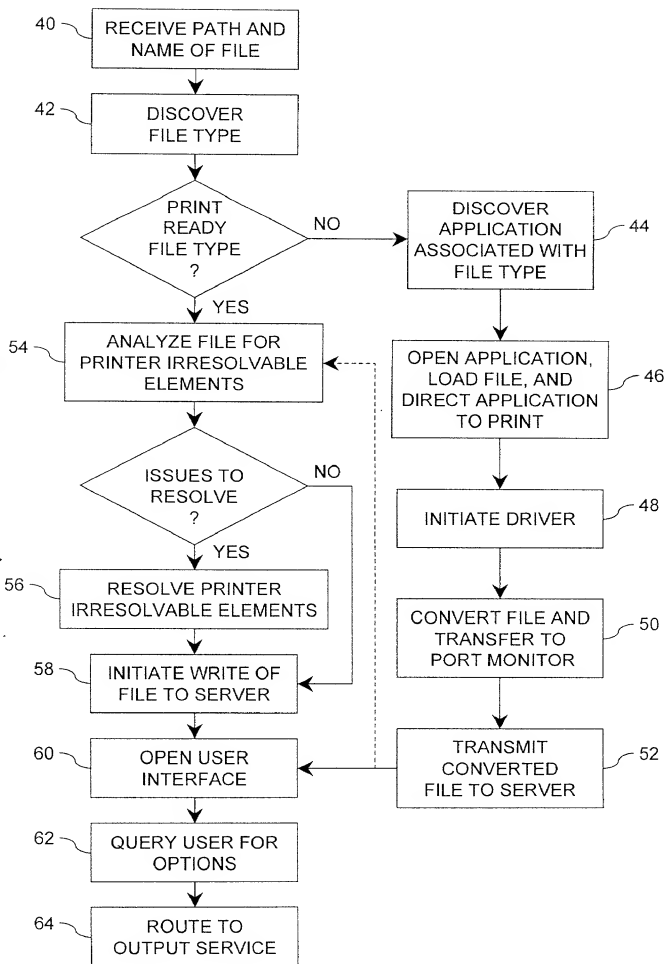 40
RECEIVE PATH AND
NAME OF FILE
42
DISCOVER
FILE TYPE
PRINT
READY
FILE TYPE
?
NO
YES
DISCOVER
APPLICATION
ASSOCIATED WITH
FILE TYPE
44
54
ANALYZE FILE FOR
PRINTER IRRESOLVABLE
ELEMENTS
OPEN APPLICATION,
LOAD FILE, AND
DIRECT APPLICATION
TO PRINT
46
ISSUES TO
RESOLVE
?
NO
YES
INITIATE DRIVER
48
56
RESOLVE PRINTER
IRRESOLVABLE ELEMENTS
CONVERT FILE AND
TRANSFER TO
PORT MONITOR
50
58
INITIATE WRITE OF
FILE TO SERVER
60
OPEN USER
INTERFACE
TRANSMIT
CONVERTED
FILE TO SERVER
52
62
QUERY USER FOR
OPTIONS
64
ROUTE TO
OUTPUT SERVICE